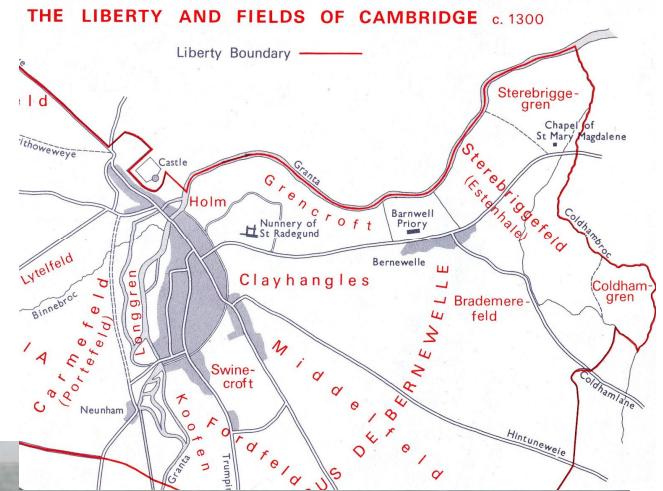 THE LIBERTY AND FIELDS OF CAMBRIDGE c. 1300
Liberty Boundary
Sterebrigge-
gren
Chapel of
St Mary Magdalene
Castle
Granta
Holm
Grencroft
Sterebriggefeld
(Estenhale)
Nunnery of
St Radegund
Barnwell
Priory
Coldhambroc
Bernewelle
Lytelfeld
Binnebroc
Clayhangles
Coldham-
gren
Brademere-
feld
Longgren
Carmefeld
(Portefeld)
Swine-
croft
Middelfeld
US DE BERNEWELLE
Coldhamlane
Neunham
Koofen
Fordfeld
Hintuneweie
Granta